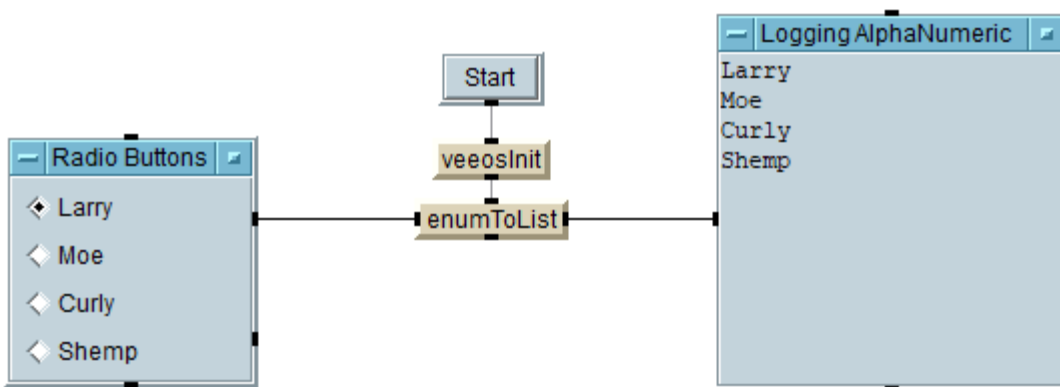 Radio Buttons
Larry
Moe
Curly
Shemp
Start
veeosInit
enumToList
Logging AlphaNumeric
Larry
Moe
Curly
Shemp